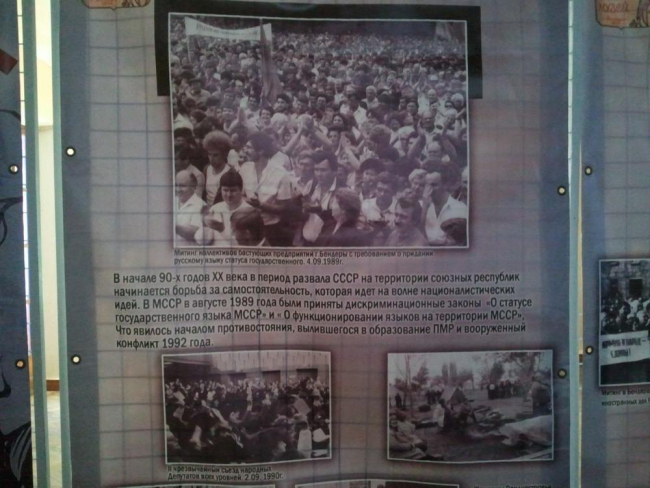 Митинг коллективов бастующих предприятий г.Бендеры с требованием о придании
русскому языку статуса государственного. 4.09.1989г.
В начале 90-х годов XX века в период развала СССР на территории союзных республик
начинается борьба за самостоятельность, которая идет на волне националистических
идей. В МССР в августе 1989 года были приняты дискриминационные законы «О статусе
государственного языка МССР» и « О функционировании языков на территории МССР».
Что явилось началом противостояния, вылившегося в образование ПМР и вооруженный
конфликт 1992 года.
II чрезвычайный съезд народных
Депутатов всех уровней. 2.09.1990г.
Митинг в